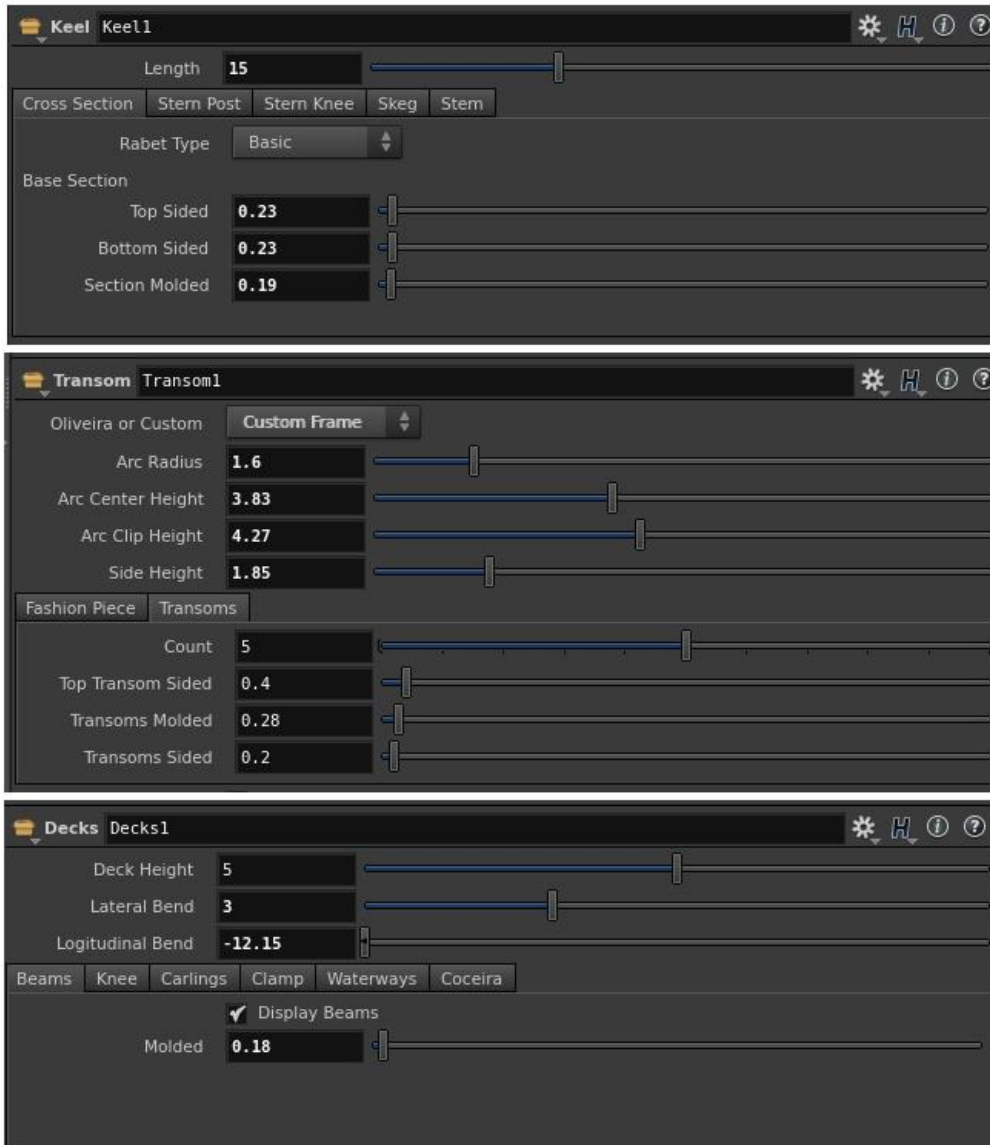 Keel Keel1
Length 15
Cross Section Stern Post Stern Knee Skeg Stem
Rabet Type Basic
Base Section
Top Sided 0.23
Bottom Sided 0.23
Section Molded 0.19
Transom Transom1
Oliveira or Custom Custom Frame
Arc Radius 1.6
Arc Center Height 3.83
Arc Clip Height 4.27
Side Height 1.85
Fashion Piece Transoms
Count 5
Top Transom Sided 0.4
Transoms Molded 0.28
Transoms Sided 0.2
Decks Decks1
Deck Height 5
Lateral Bend 3
Logitudinal Bend -12.15
Beams Knee Carlings Clamp Waterways Coceira
Display Beams
Molded 0.18